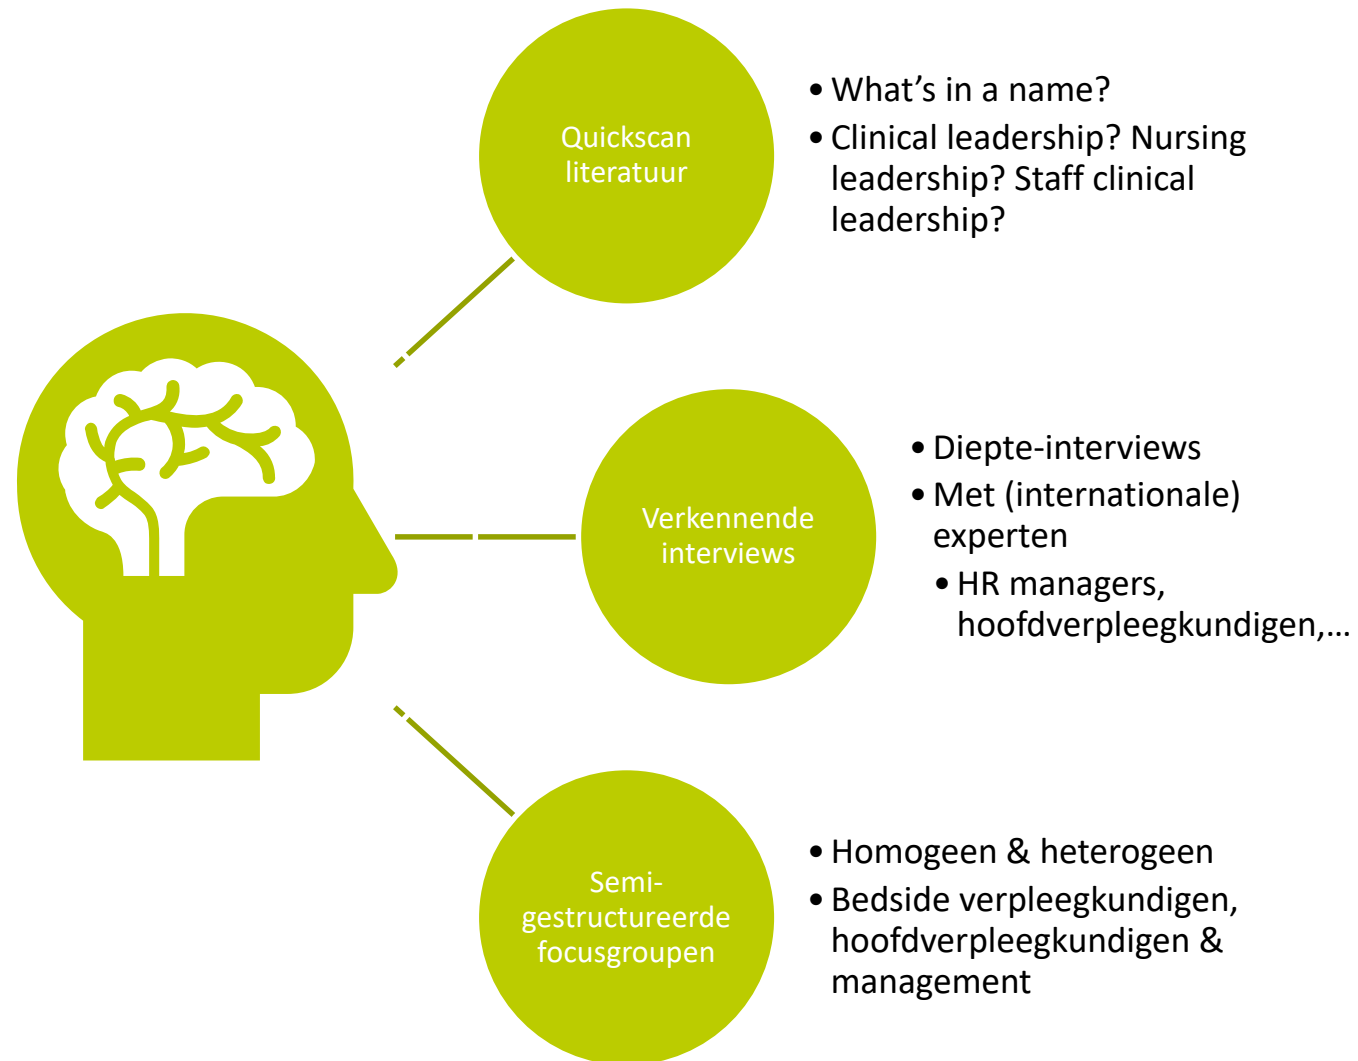 Quickscan
literatuur
• What's in a name?
• Clinical leadership? Nursing
leadership? Staff clinical
leadership?
Verkennende
interviews
• Diepte-interviews
• Met (internationale)
experten
• HR managers,
hoofdverpleegkundigen,...
Semi-
gestructureerde
focusgroupen
• Homogeen & heterogeen
• Bedside verpleegkundigen,
hoofdverpleegkundigen &
management